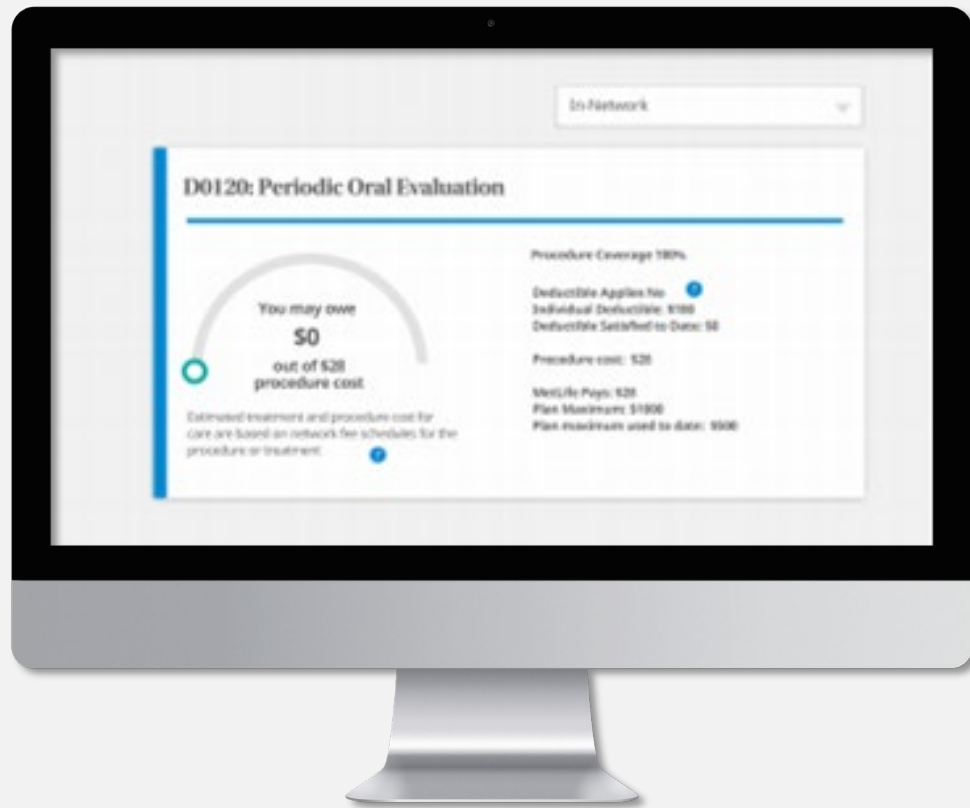 In-Network
D0120: Periodic Oral Evaluation
You may owe
$0
out of $28
procedure cost
Estimated treatment and procedure cost for
care are based on network fee schedules for the
procedure or treatment
Procedure Coverage 100%
Deductible Applies No
Individual Deductible: $100
Deductible Satisfied to Date: $0
Procedure cost: $28
MetLife Pays: $28
Plan Maximum:
Plan maximum used to date: $500